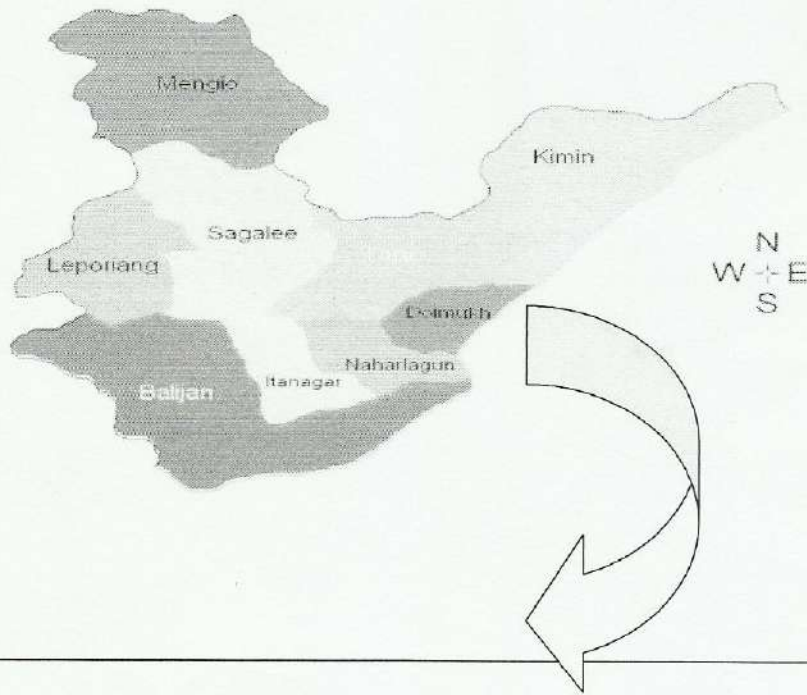 Mengio
Kimin
Sagalee
Leporiang
Doimukh
Naharlagun
Itanagar
Balijan
N
W E
S